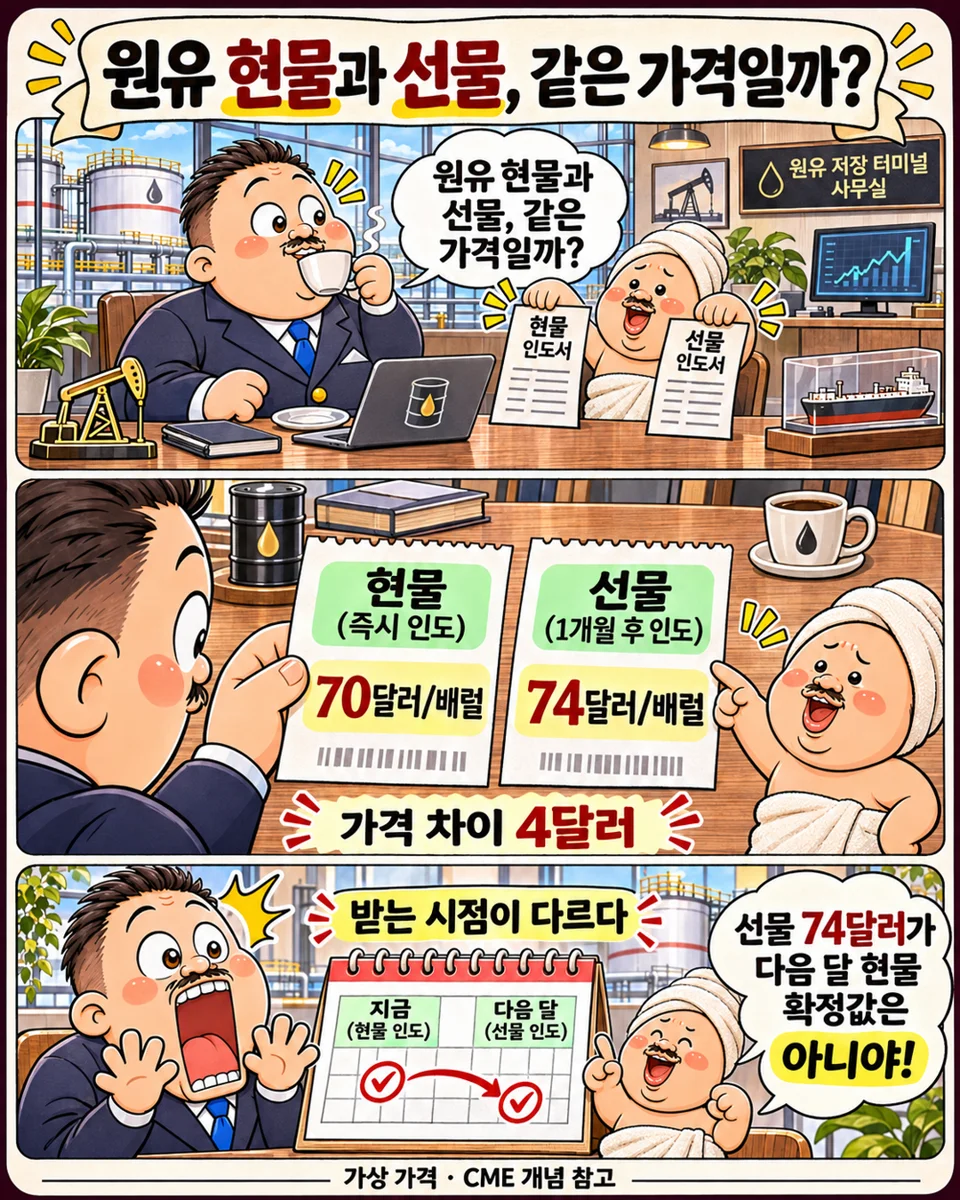 원유 현물과 선물, 같은 가격일까?
원유 현물과
선물, 같은
가격일까?
원유 저장 터미널
사무실
현물
인도서
선물
인도서
현물
(즉시 인도)
70달러/배럴
선물
(1개월 후 인도)
74달러/배럴
가격 차이 4달러
받는 시점이 다르다
지금
(현물 인도)
다음 달
(선물 인도)
선물 74달러가
다음 달 현물
확정값은
아니야!
가상 가격 · CME 개념 참고